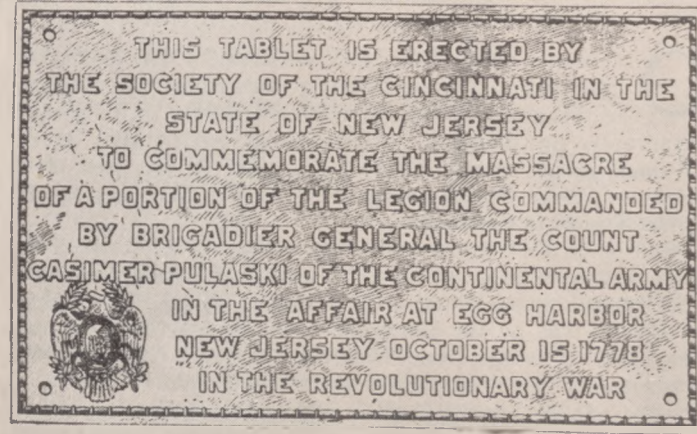 THIS TABLET IS ERECTED BY
THE SOCIETY OF THE CINCINNATI IN THE
STATE OF NEW JERSEY
TO COMMEMORATE THE MASSACRE
OF A PORTION OF THE LEGION COMMANDED
BY BRIGADIER GENERAL THE COUNT
CASIMER PULASKI OF THE CONTINENTAL ARMY
IN THE AFFAIR AT EGG HARBOR
NEW JERSEY OCTOBER 15 1778
IN THE REVOLUTIONARY WAR